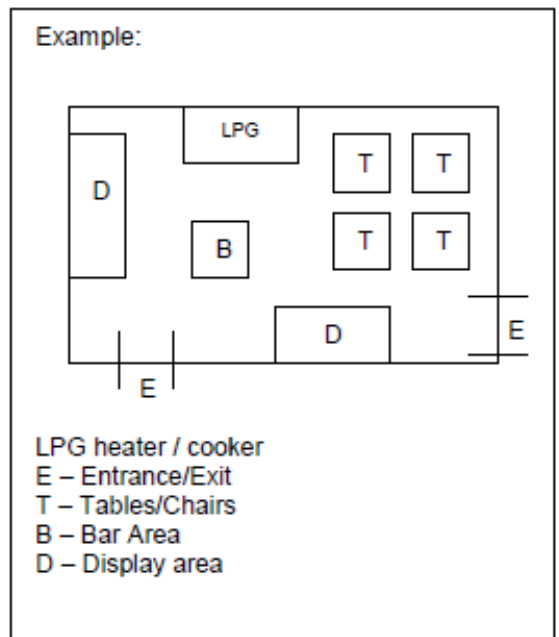 Example:
LPG
T T
D
B
T T
D
E
E
LPG heater / cooker
E – Entrance/Exit
T – Tables/Chairs
B – Bar Area
D – Display area